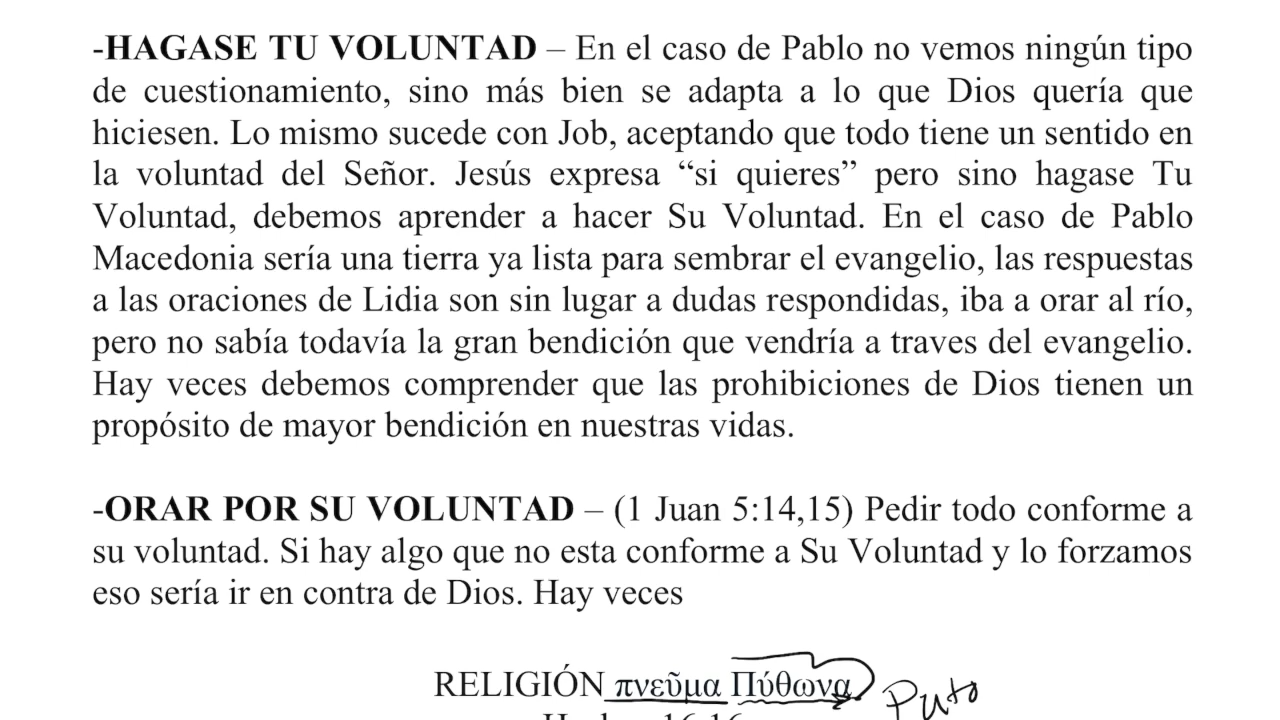 -HAGASE TU VOLUNTAD – En el caso de Pablo no vemos ningún tipo
de cuestionamiento, sino más bien se adapta a lo que Dios quería que
hiciesen. Lo mismo sucede con Job, aceptando que todo tiene un sentido en
la voluntad del Señor. Jesús expresa “si quieres” pero sino hagase Tu
Voluntad, debemos aprender a hacer Su Voluntad. En el caso de Pablo
Macedonia sería una tierra ya lista para sembrar el evangelio, las respuestas
a las oraciones de Lidia son sin lugar a dudas respondidas, iba a orar al río,
pero no sabía todavía la gran bendición que vendría a traves del evangelio.
Hay veces debemos comprender que las prohibiciones de Dios tienen un
propósito de mayor bendición en nuestras vidas.
-ORAR POR SU VOLUNTAD – (1 Juan 5:14,15) Pedir todo conforme a
su voluntad. Si hay algo que no esta conforme a Su Voluntad y lo forzamos
eso sería ir en contra de Dios. Hay veces
RELIGIÓN πνεῦμα Πύθωνα